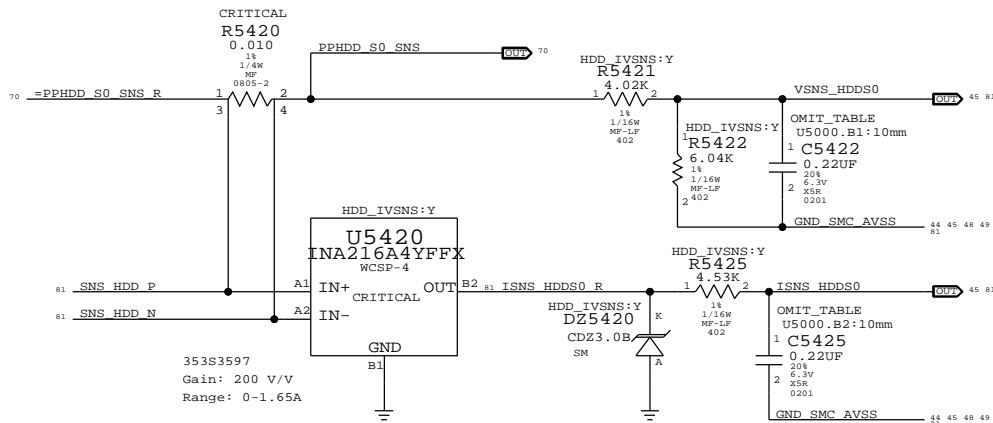 CRITICAL
R5420
0.010
1%
1/4W
MF
0805-2
PPHDD_S0_SNS
OUT 70
70 =PPHDD_S0_SNS_R
1 2
3 4
HDD_IVSNS:Y
R5421
4.02K
1 2
1%
1/16W
MF-LF
402
VSNS_HDDS0
OUT 45 81
HDD_IVSNS:Y
R5422
6.04K
1%
1/16W
MF-LF
402
1
2
OMIT_TABLE
U5000.B1:10mm
C5422
0.22UF
20%
6.3V
X5R
0201
1
2
GND_SMC_AVSS
44 45 48 49
81
HDD_IVSNS:Y
U5420
INA216A4YFFX
WCSP-4
81 SNS_HDD_P
A1 IN+
CRITICAL
OUT B2
81 SNS_HDD_N
A2 IN-
GND
B1
81 ISNS_HDDS0_R
353S3597
Gain: 200 V/V
Range: 0-1.65A
HDD_IVSNS:Y
DZ5420
CDZ3.0B
SM
K
A
HDD_IVSNS:Y
R5425
4.53K
1 2
1%
1/16W
MF-LF
402
ISNS_HDDS0
OUT 45 81
OMIT_TABLE
U5000.B2:10mm
C5425
0.22UF
20%
6.3V
X5R
0201
1
2
GND_SMC_AVSS
44 45 48 49